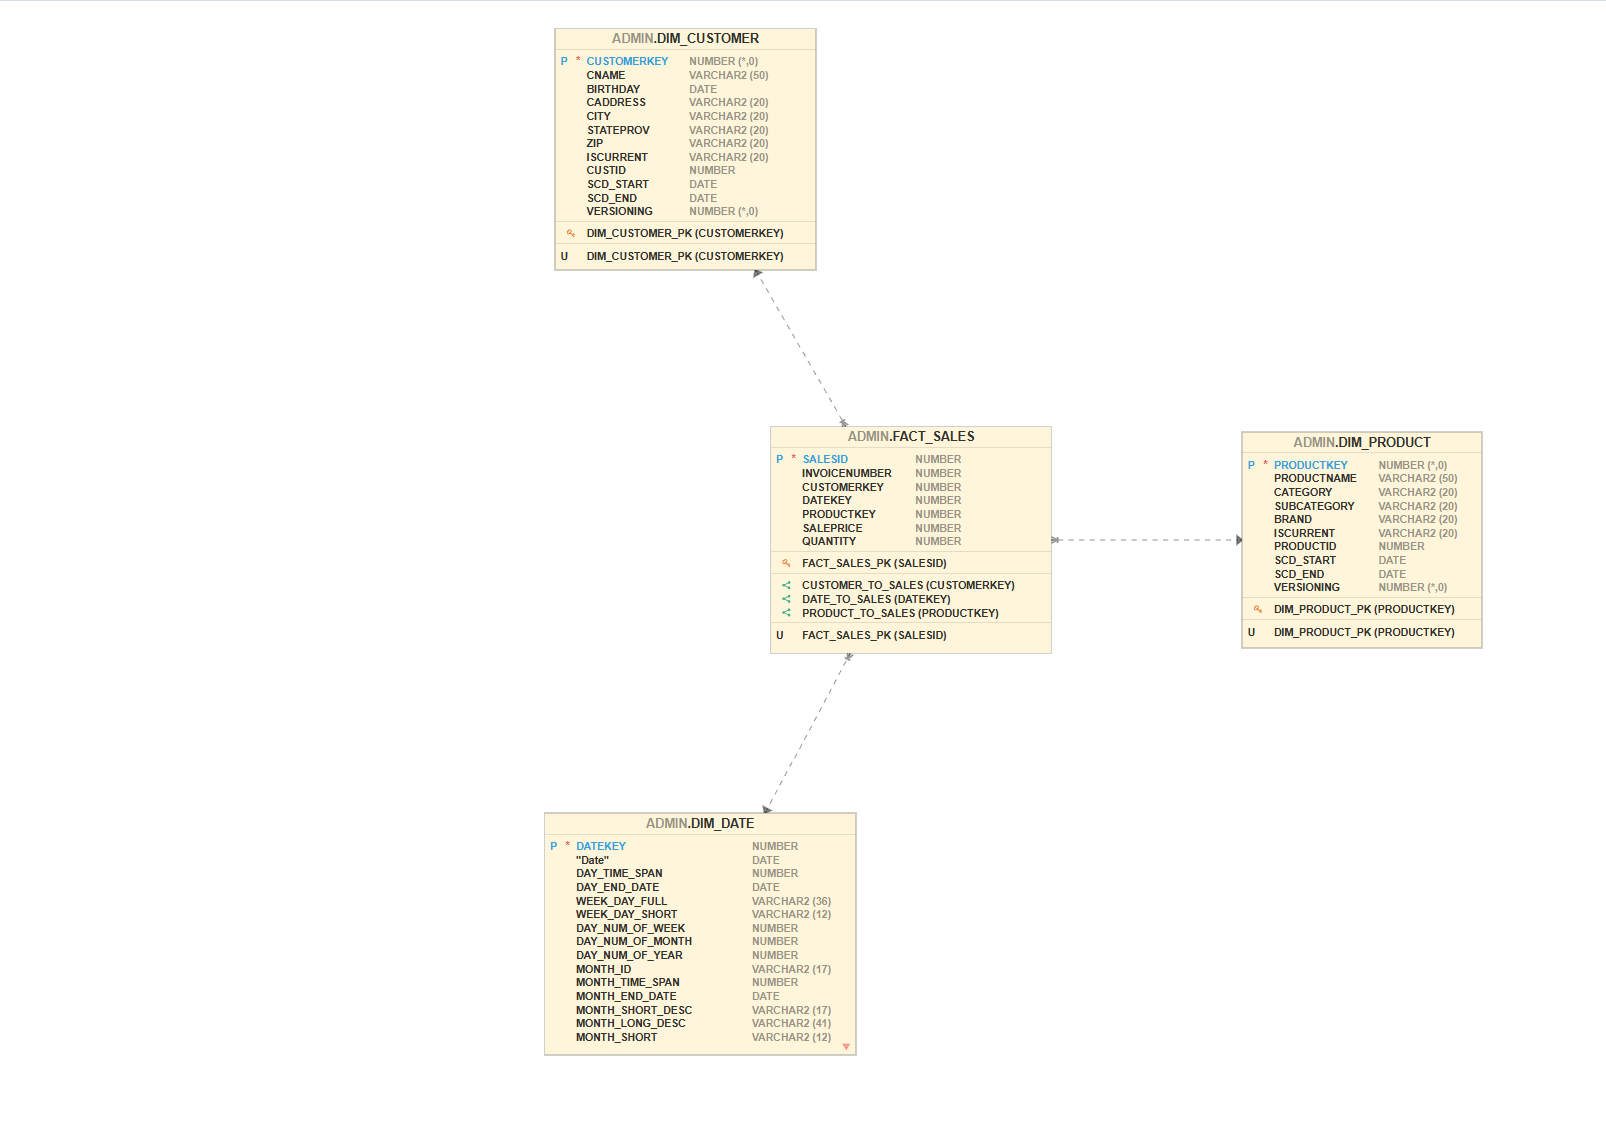 ADMIN.DIM_CUSTOMER
P * CUSTOMERKEY NUMBER (*,0)
CNAME VARCHAR2 (50)
BIRTHDAY DATE
CADDRESS VARCHAR2 (20)
CITY VARCHAR2 (20)
STATEPROV VARCHAR2 (20)
ZIP VARCHAR2 (20)
ISCURRENT VARCHAR2 (20)
CUSTID NUMBER
SCD_START DATE
SCD_END DATE
VERSIONING NUMBER (*,0)
DIM_CUSTOMER_PK (CUSTOMERKEY)
U DIM_CUSTOMER_PK (CUSTOMERKEY)
ADMIN.FACT_SALES
P * SALESID NUMBER
INVOICENUMBER NUMBER
CUSTOMERKEY NUMBER
DATEKEY NUMBER
PRODUCTKEY NUMBER
SALEPRICE NUMBER
QUANTITY NUMBER
FACT_SALES_PK (SALESID)
CUSTOMER_TO_SALES (CUSTOMERKEY)
DATE_TO_SALES (DATEKEY)
PRODUCT_TO_SALES (PRODUCTKEY)
U FACT_SALES_PK (SALESID)
ADMIN.DIM_PRODUCT
P * PRODUCTKEY NUMBER (*,0)
PRODUCTNAME VARCHAR2 (50)
CATEGORY VARCHAR2 (20)
SUBCATEGORY VARCHAR2 (20)
BRAND VARCHAR2 (20)
ISCURRENT VARCHAR2 (20)
PRODUCTID NUMBER
SCD_START DATE
SCD_END DATE
VERSIONING NUMBER (*,0)
DIM_PRODUCT_PK (PRODUCTKEY)
U DIM_PRODUCT_PK (PRODUCTKEY)
ADMIN.DIM_DATE
P * DATEKEY NUMBER
"Date" DATE
DAY_TIME_SPAN NUMBER
DAY_END_DATE DATE
WEEK_DAY_FULL VARCHAR2 (36)
WEEK_DAY_SHORT VARCHAR2 (12)
DAY_NUM_OF_WEEK NUMBER
DAY_NUM_OF_MONTH NUMBER
DAY_NUM_OF_YEAR NUMBER
MONTH_ID VARCHAR2 (17)
MONTH_TIME_SPAN NUMBER
MONTH_END_DATE DATE
MONTH_SHORT_DESC VARCHAR2 (17)
MONTH_LONG_DESC VARCHAR2 (41)
MONTH_SHORT VARCHAR2 (12)